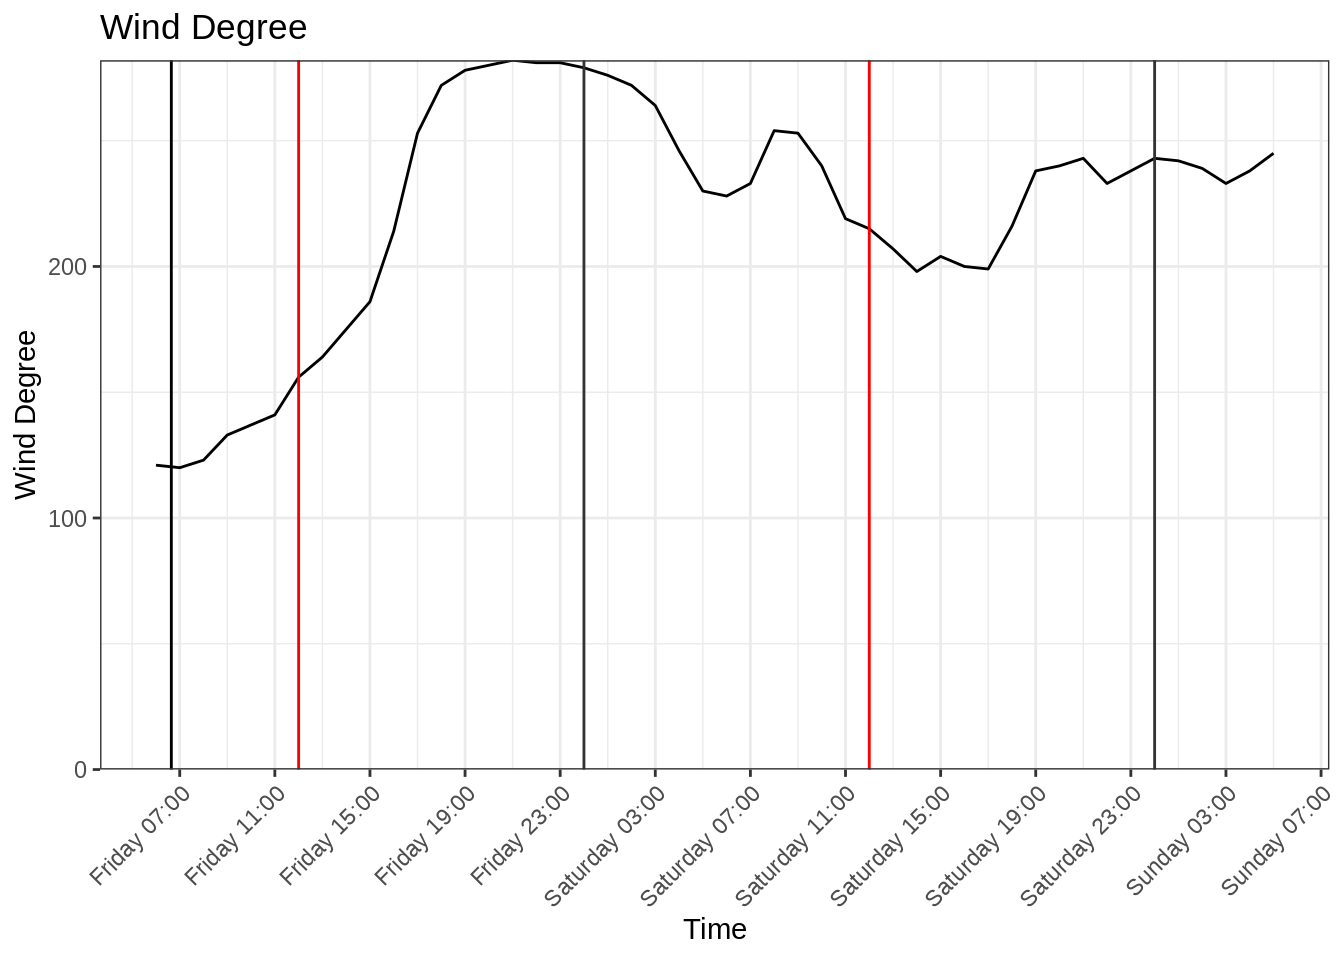 Wind Degree
Wind Degree
200
100
0
Friday 07:00
Friday 11:00
Friday 15:00
Friday 19:00
Friday 23:00
Saturday 03:00
Saturday 07:00
Saturday 11:00
Saturday 15:00
Saturday 19:00
Saturday 23:00
Sunday 03:00
Sunday 07:00
Time